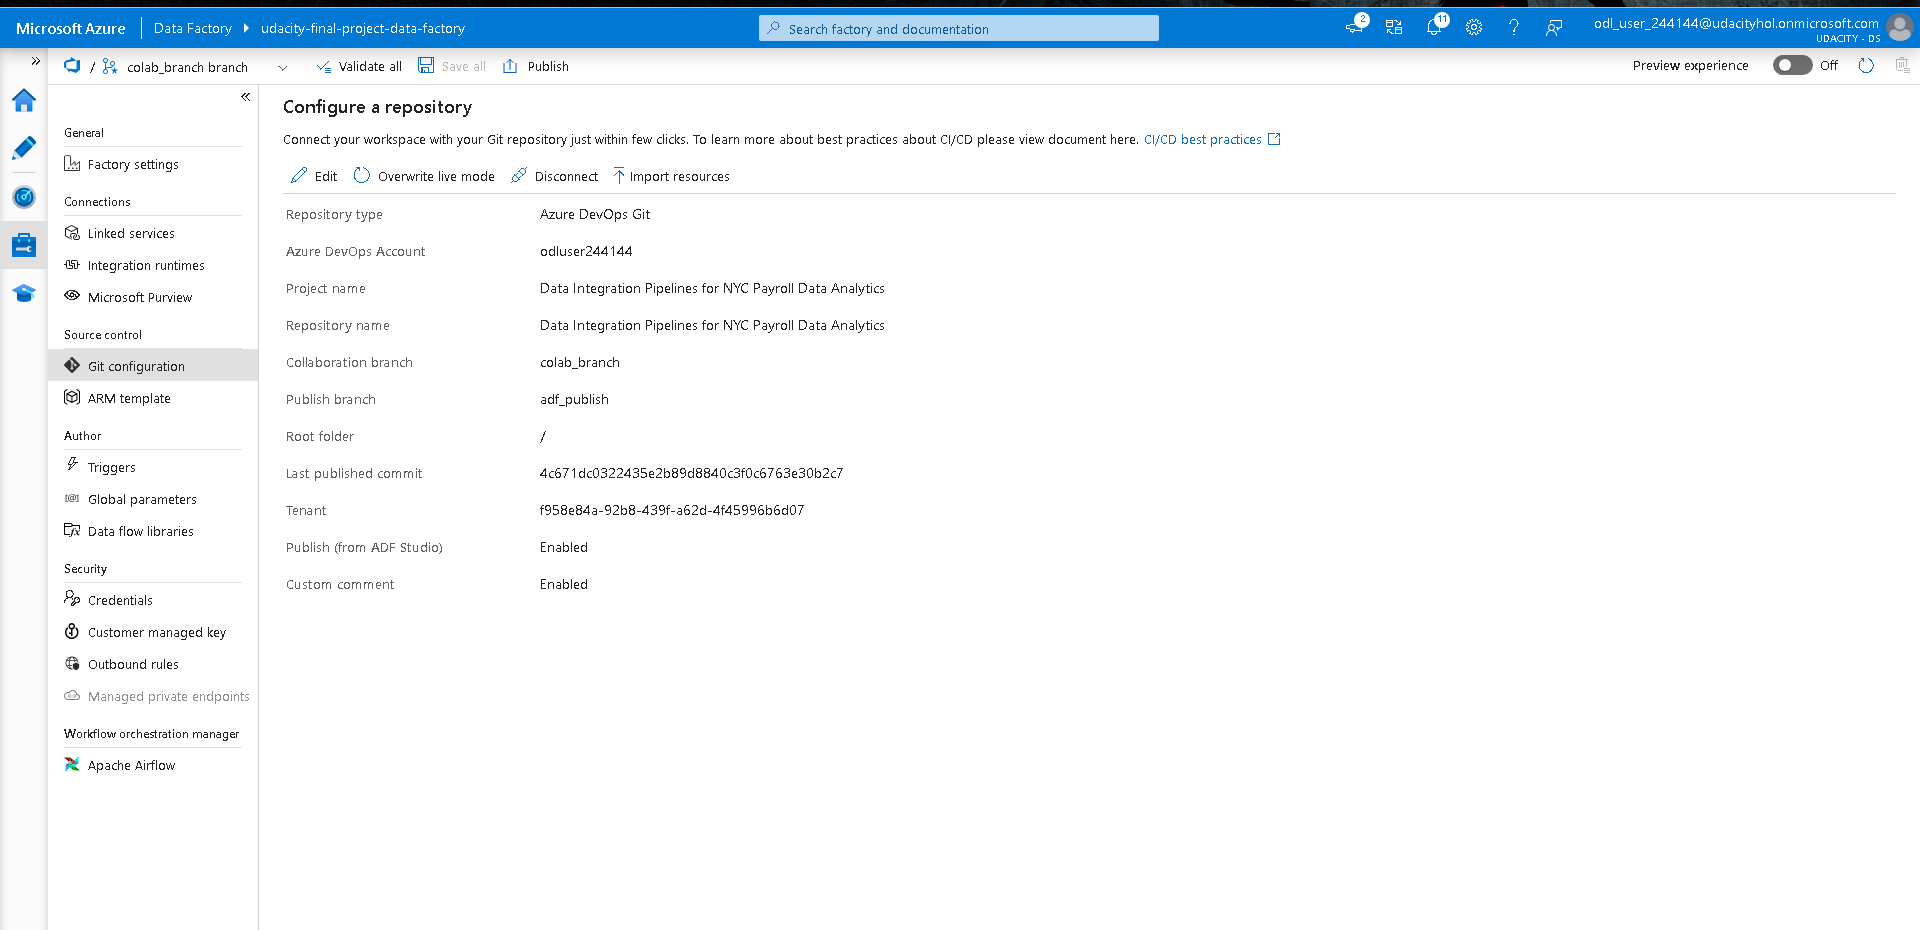 Microsoft Azure
Data Factory
udacity-final-project-data-factory
Search factory and documentation
2
11
odl_user_244144@udacityhol.onmicrosoft.com
UDACITY - DS
/ colab_branch branch
Validate all
Save all
Publish
Preview experience
Off
General
Factory settings
Connections
Linked services
Integration runtimes
Microsoft Purview
Source control
Git configuration
ARM template
Author
Triggers
Global parameters
Data flow libraries
Security
Credentials
Customer managed key
Outbound rules
Managed private endpoints
Workflow orchestration manager
Apache Airflow
Configure a repository
Connect your workspace with your Git repository just within few clicks. To learn more about best practices about CI/CD please view document here. CI/CD best practices
Edit
Overwrite live mode
Disconnect
Import resources
Repository type Azure DevOps Git
Azure DevOps Account odluser244144
Project name Data Integration Pipelines for NYC Payroll Data Analytics
Repository name Data Integration Pipelines for NYC Payroll Data Analytics
Collaboration branch colab_branch
Publish branch adf_publish
Root folder /
Last published commit 4c671dc0322435e2b89d8840c3f0c6763e30b2c7
Tenant f958e84a-92b8-439f-a62d-4f45996b6d07
Publish (from ADF Studio) Enabled
Custom comment Enabled